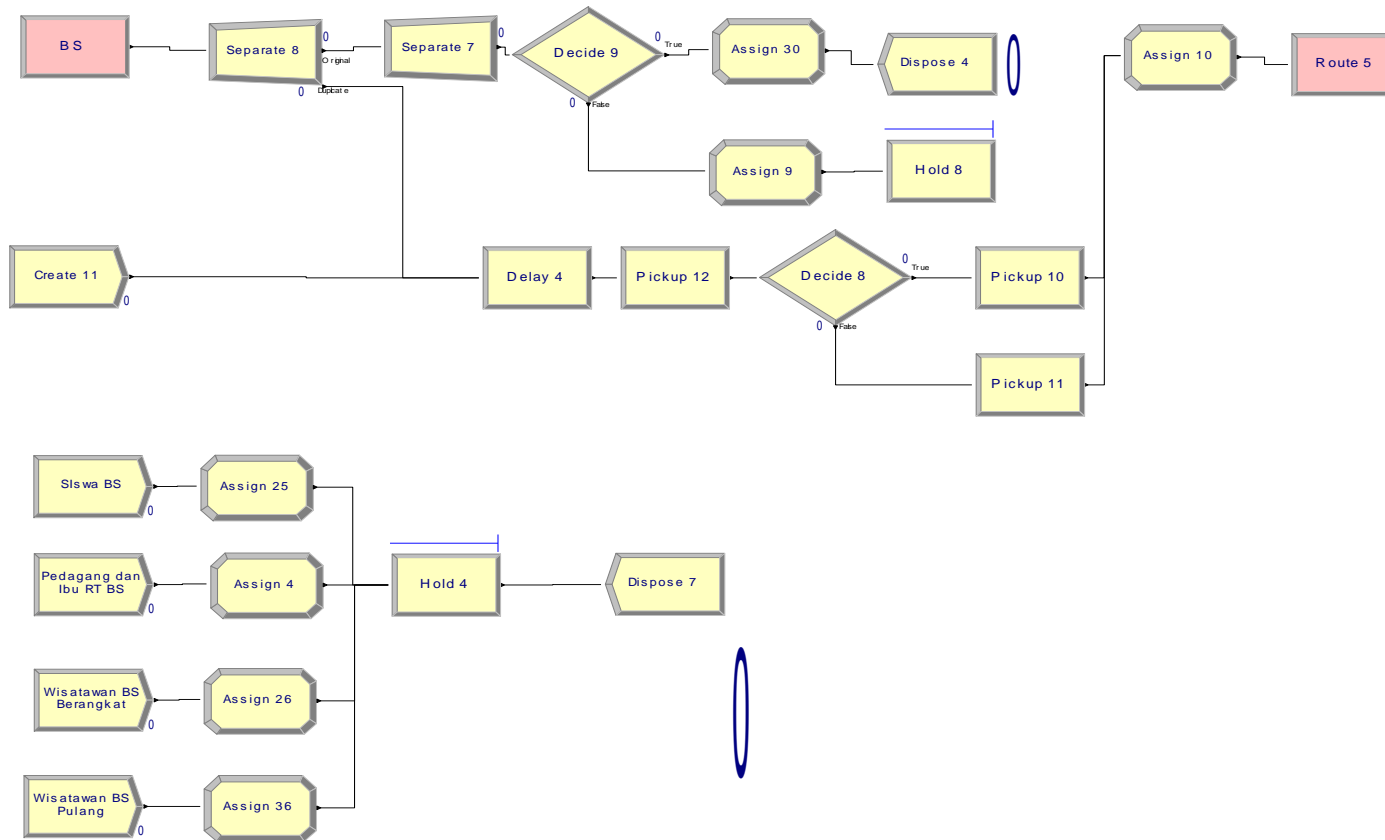 BS
Separate 8
0
Original
0
Duplicate
Separate 7
0
Decide 9
0
True
0
False
Assign 30
Dispose 4
0
Assign 10
Route 5
Assign 9
Hold 8
Create 11
0
Delay 4
Pickup 12
Decide 8
0
True
0
False
Pickup 10
Pickup 11
SIswa BS
0
Assign 25
Pedagang dan
Ibu RT BS
0
Assign 4
Hold 4
Dispose 7
0
Wisatawan BS
Berangkat
0
Assign 26
Wisatawan BS
Pulang
0
Assign 36